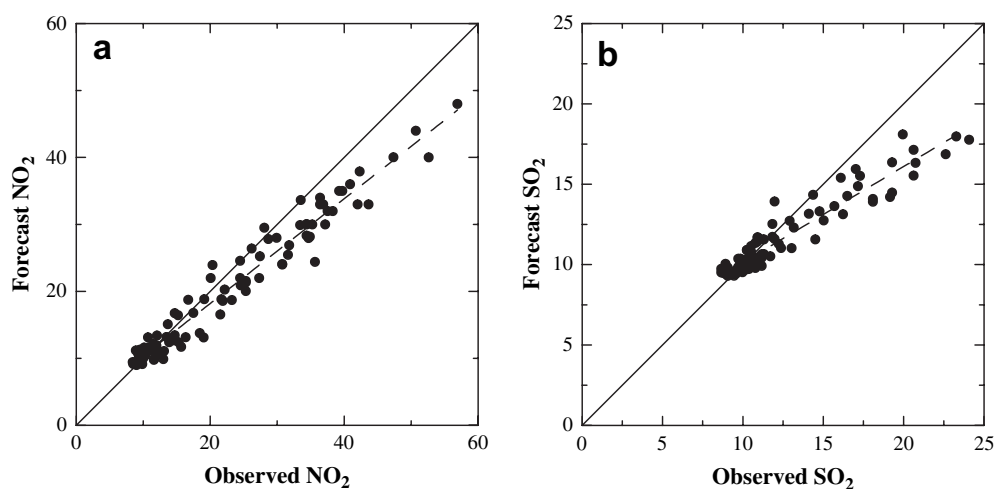 a
60
40
20
0
Forecast NO₂
0 20 40 60
Observed NO₂
b
25
20
15
10
5
0
Forecast SO₂
0 5 10 15 20 25
Observed SO₂